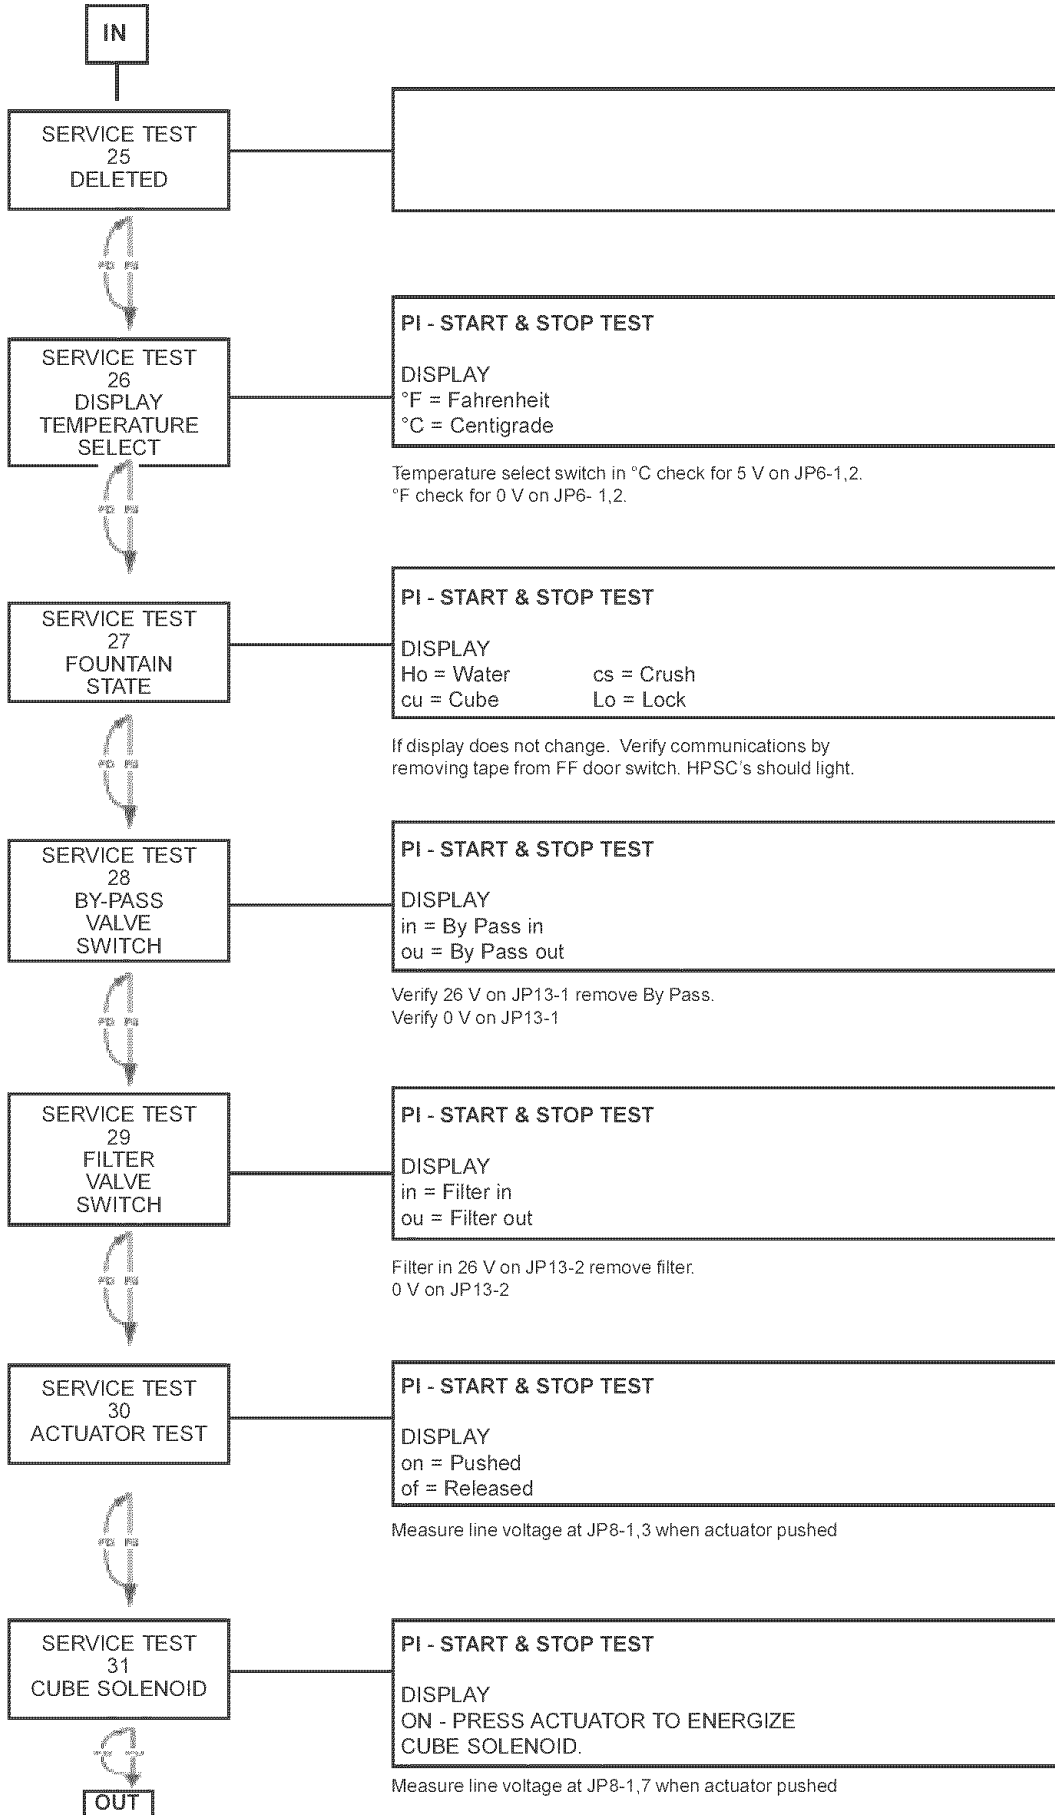 IN
SERVICE TEST
25
DELETED
SERVICE TEST
26
DISPLAY
TEMPERATURE
SELECT
PI - START & STOP TEST
DISPLAY
°F = Fahrenheit
°C = Centigrade
Temperature select switch in °C check for 5 V on JP6-1,2.
°F check for 0 V on JP6- 1,2.
SERVICE TEST
27
FOUNTAIN
STATE
PI - START & STOP TEST
DISPLAY
Ho = Water cs = Crush
cu = Cube Lo = Lock
If display does not change. Verify communications by
removing tape from FF door switch. HPSC's should light.
SERVICE TEST
28
BY-PASS
VALVE
SWITCH
PI - START & STOP TEST
DISPLAY
in = By Pass in
ou = By Pass out
Verify 26 V on JP13-1 remove By Pass.
Verify 0 V on JP13-1
SERVICE TEST
29
FILTER
VALVE
SWITCH
PI - START & STOP TEST
DISPLAY
in = Filter in
ou = Filter out
Filter in 26 V on JP13-2 remove filter.
0 V on JP13-2
SERVICE TEST
30
ACTUATOR TEST
PI - START & STOP TEST
DISPLAY
on = Pushed
of = Released
Measure line voltage at JP8-1,3 when actuator pushed
SERVICE TEST
31
CUBE SOLENOID
PI - START & STOP TEST
DISPLAY
ON - PRESS ACTUATOR TO ENERGIZE
CUBE SOLENOID.
Measure line voltage at JP8-1,7 when actuator pushed
OUT